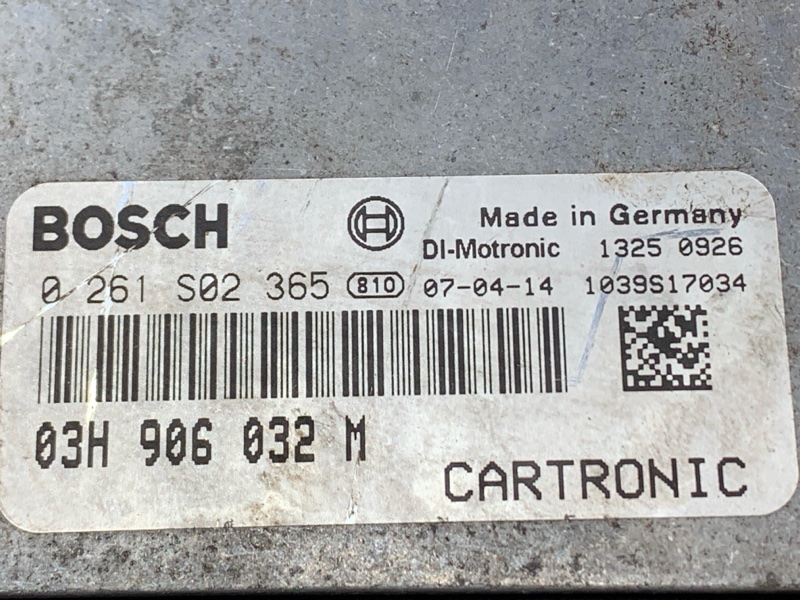 BOSCH Made in Germany
DI-Motronic 1325 0926
0 261 S02 365 810 07-04-14 1039S17034
03H 906 032 M
CARTRONIC